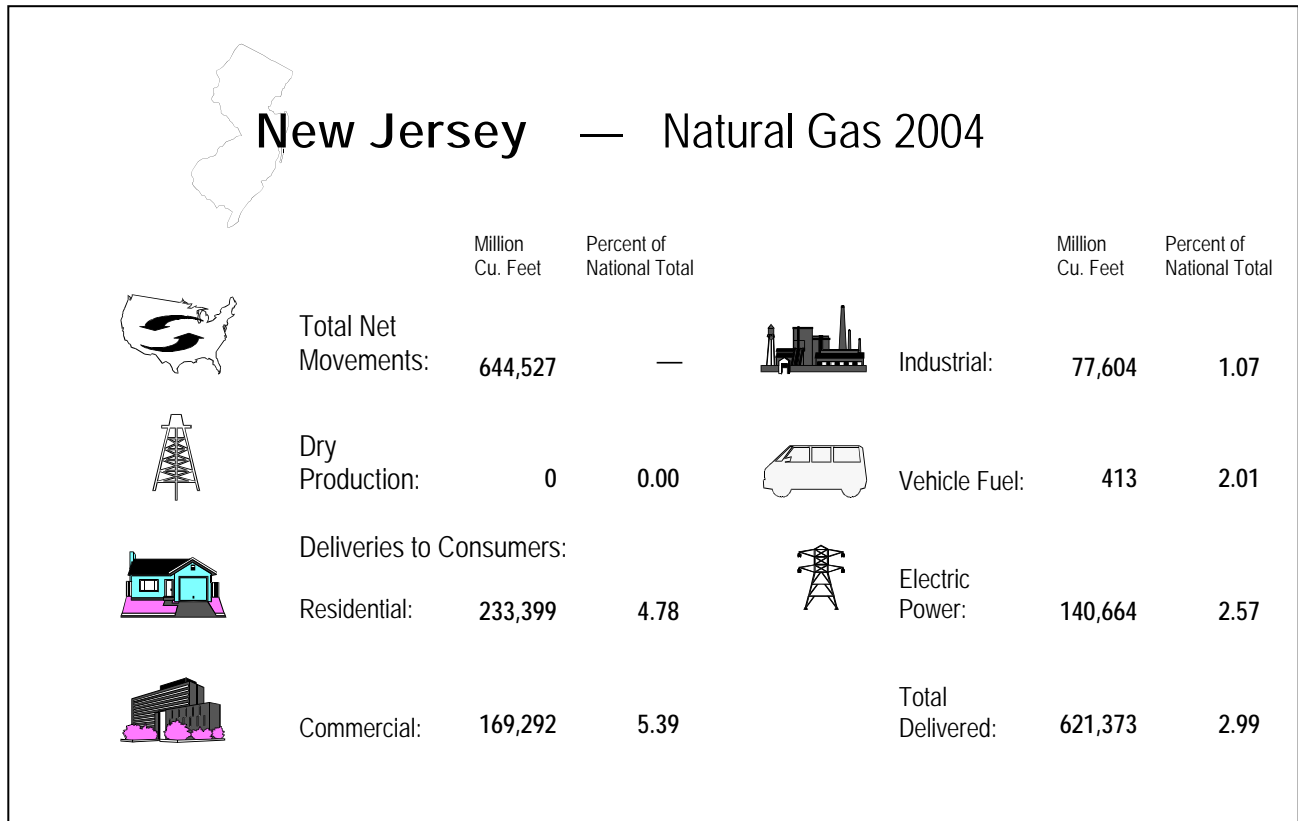 New Jersey — Natural Gas 2004
Million Cu. Feet
Percent of National Total
Total Net
Movements: 644,527 —
Dry
Production: 0 0.00
Deliveries to Consumers:
Residential: 233,399 4.78
Commercial: 169,292 5.39
Million Cu. Feet
Percent of National Total
Industrial: 77,604 1.07
Vehicle Fuel: 413 2.01
Electric
Power: 140,664 2.57
Total
Delivered: 621,373 2.99